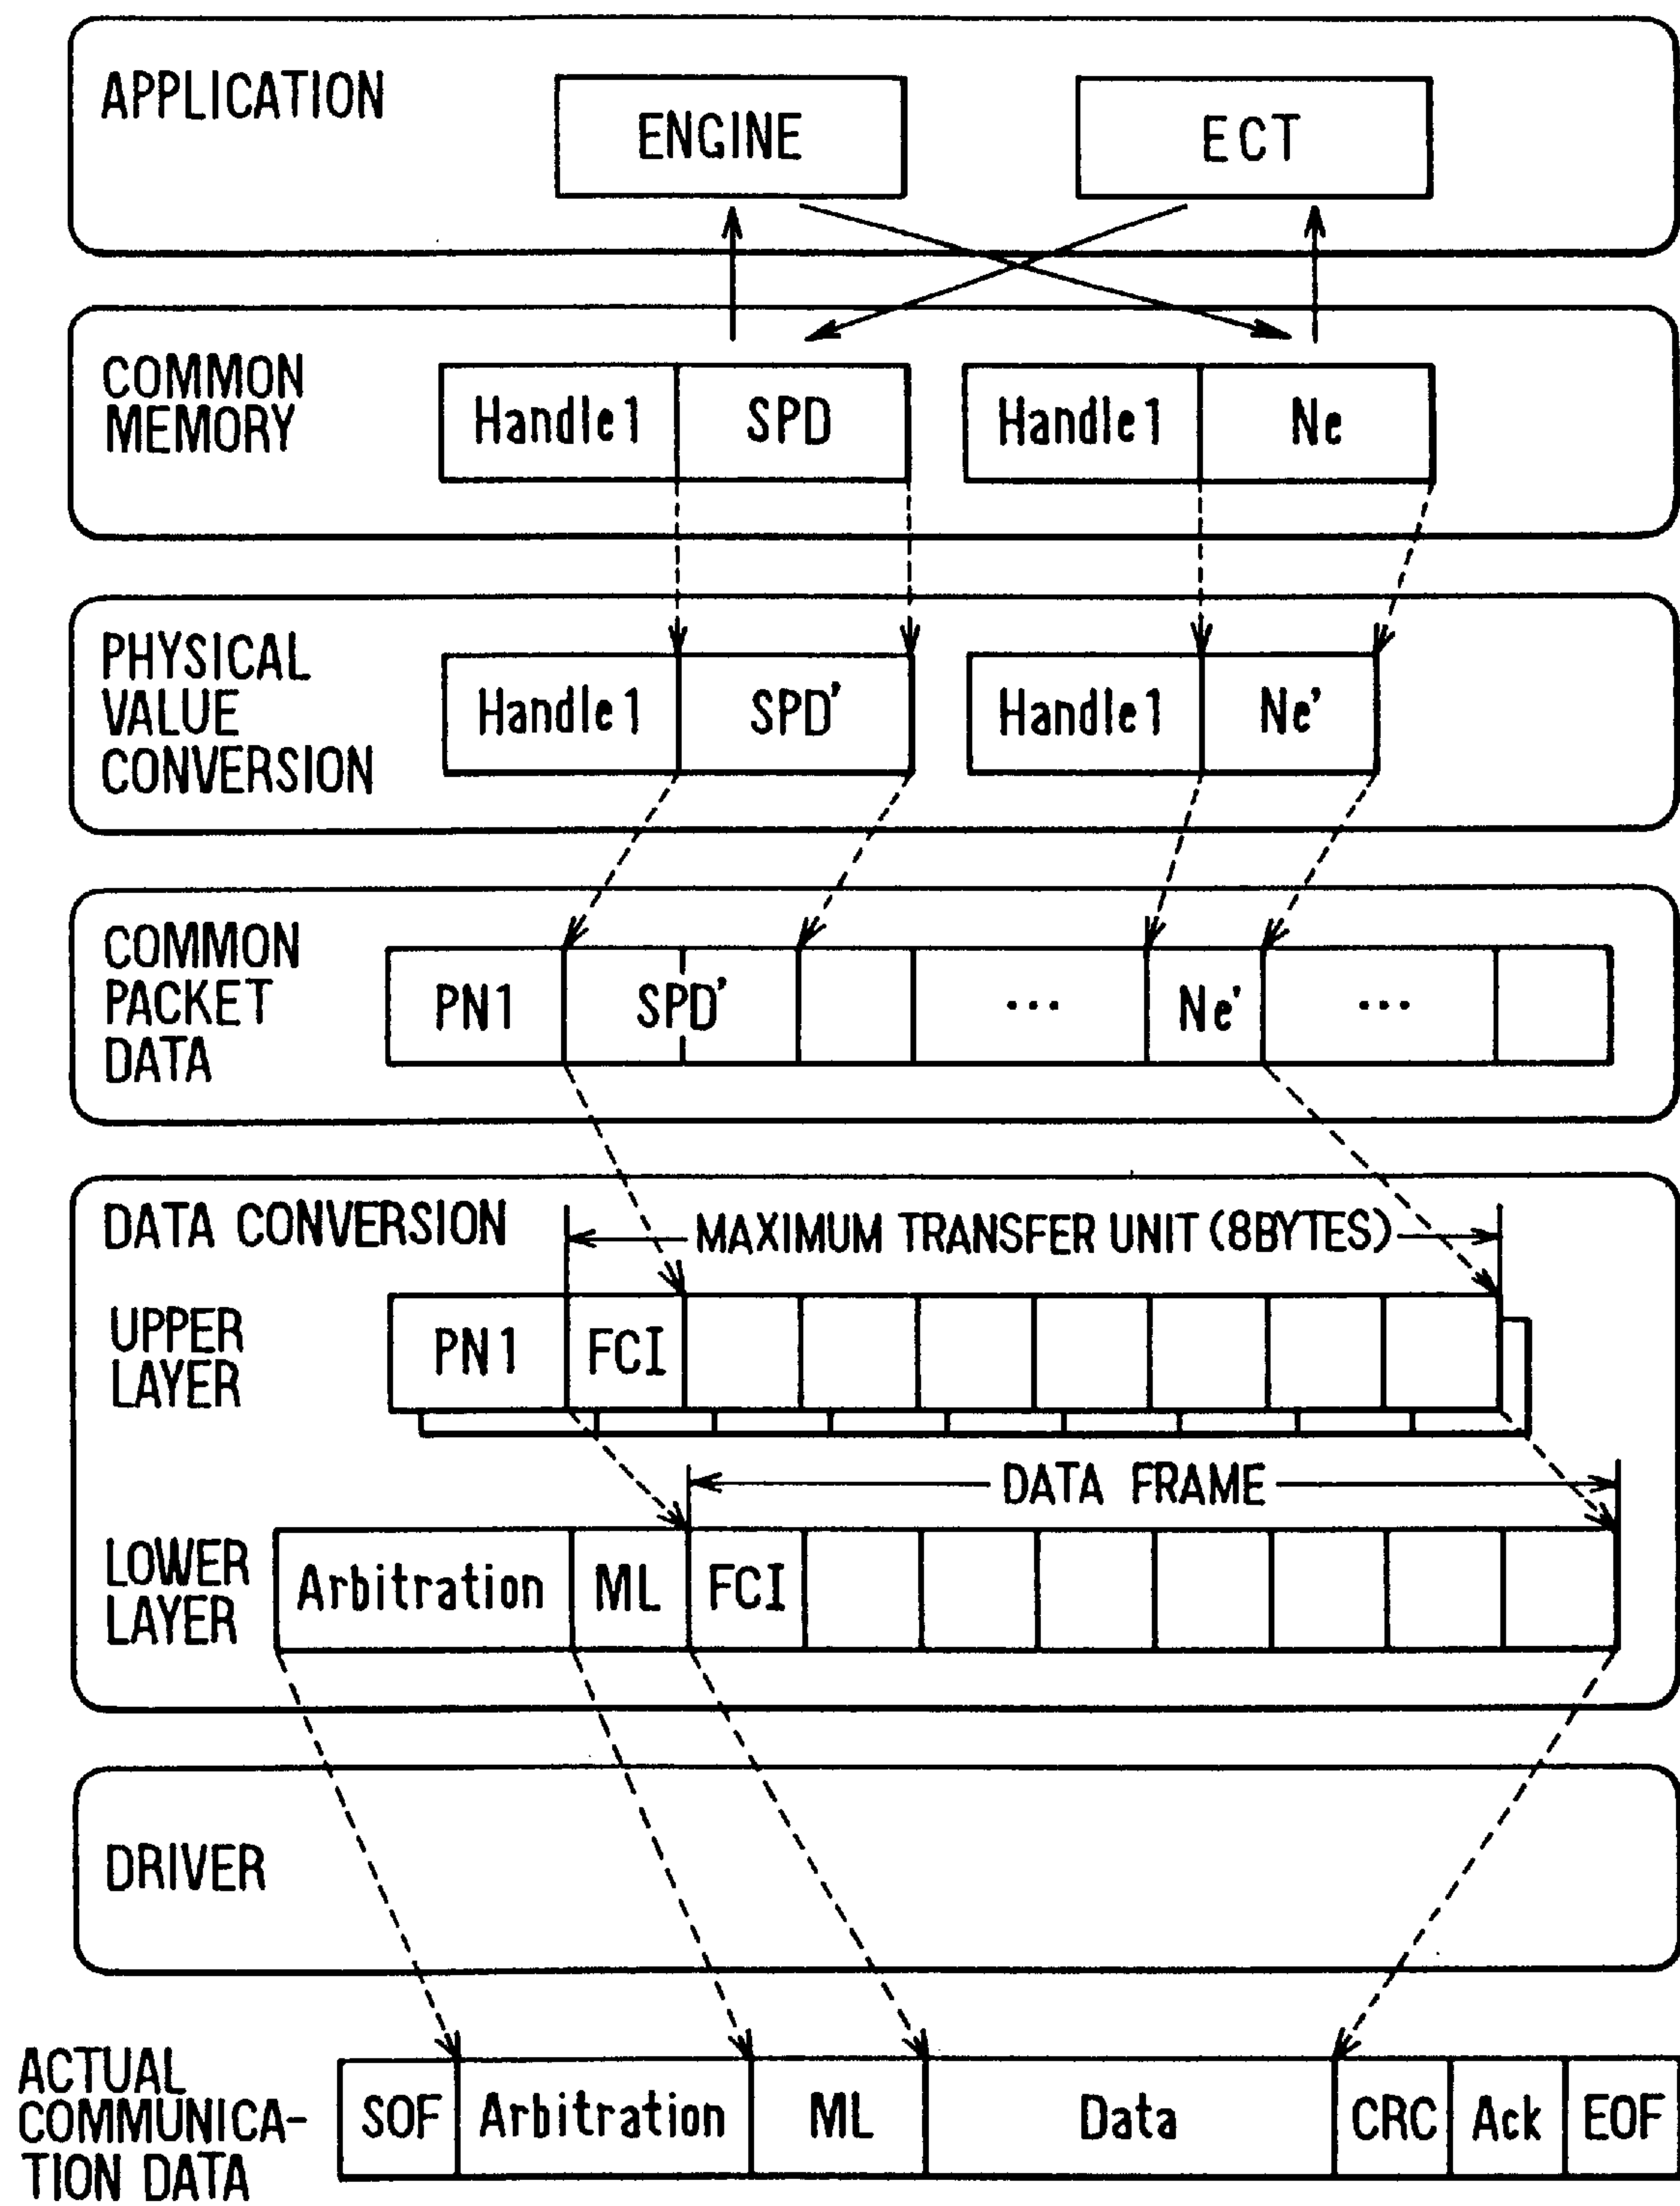 APPLICATION
ENGINE
ECT
COMMON
MEMORY
Handle1 SPD Handle1 Ne
PHYSICAL
VALUE
CONVERSION
Handle1 SPD' Handle1 Ne'
COMMON
PACKET
DATA
PN1 SPD' ... Ne' ...
DATA CONVERSION
MAXIMUM TRANSFER UNIT (8BYTES)
UPPER
LAYER
PN1 FCI
DATA FRAME
LOWER
LAYER
Arbitration ML FCI
DRIVER
ACTUAL
COMMUNICA-
TION DATA
SOF Arbitration ML Data CRC Ack EOF